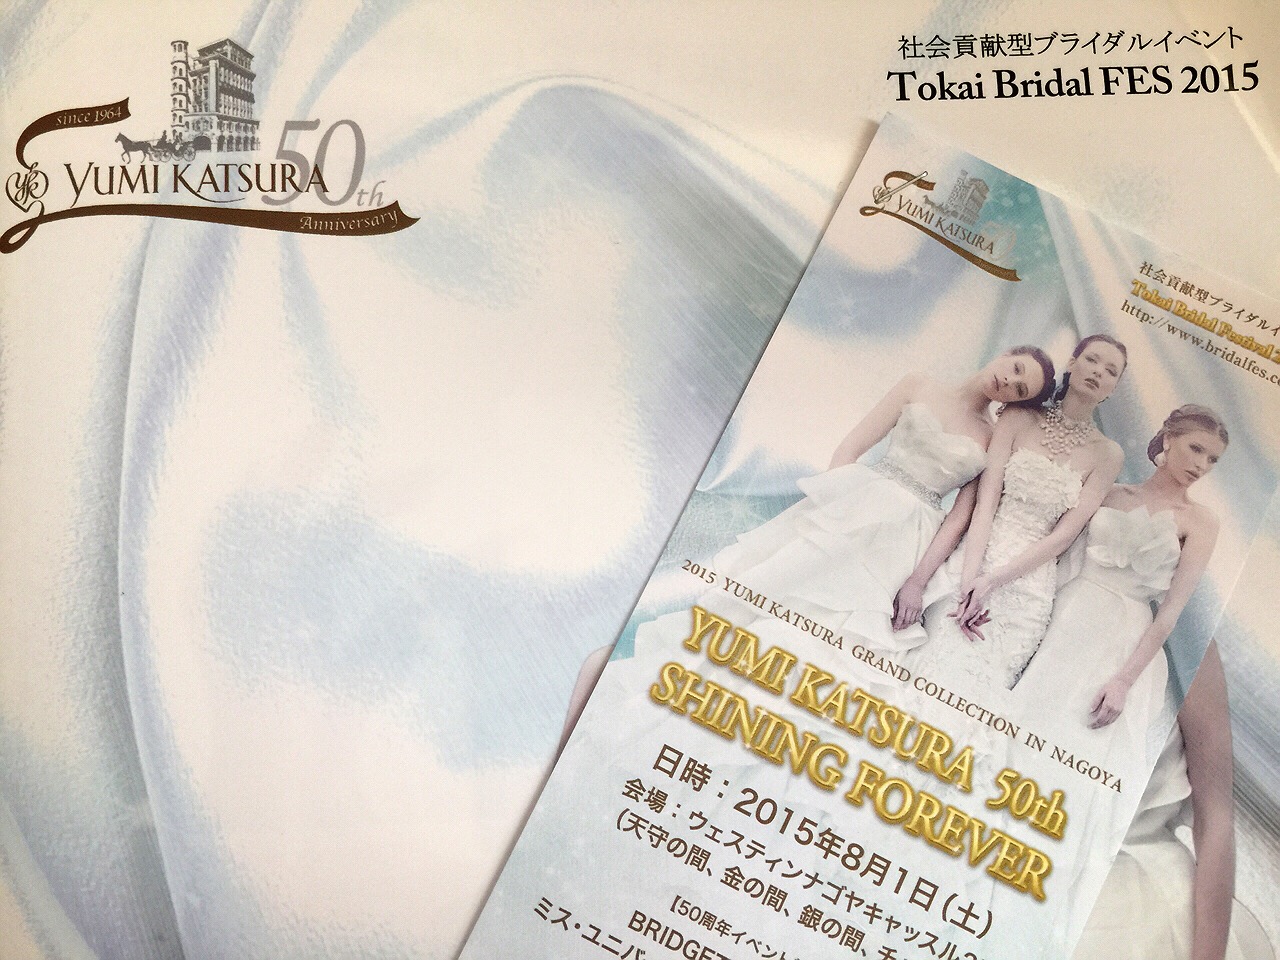 since 1964
YUMI KATSURA 50th
Anniversary
社会貢献型ブライダルイベント
Tokai Bridal FES 2015
YUMI KATSURA
社会貢献型ブライダル
Tokai Bridal Festival
http://www.bridalfes.c
2015 YUMI KATSURA GRAND COLLECTION IN NAGOYA
YUMI KATSURA 50th
SHINING FOREVER
日時：2015年8月1日（土）
会場：ウェスティンナゴヤキャッスル
（天守の間、金の間、銀の間、チ
【50周年イベント
BRIDGET
ミス・ユニバ